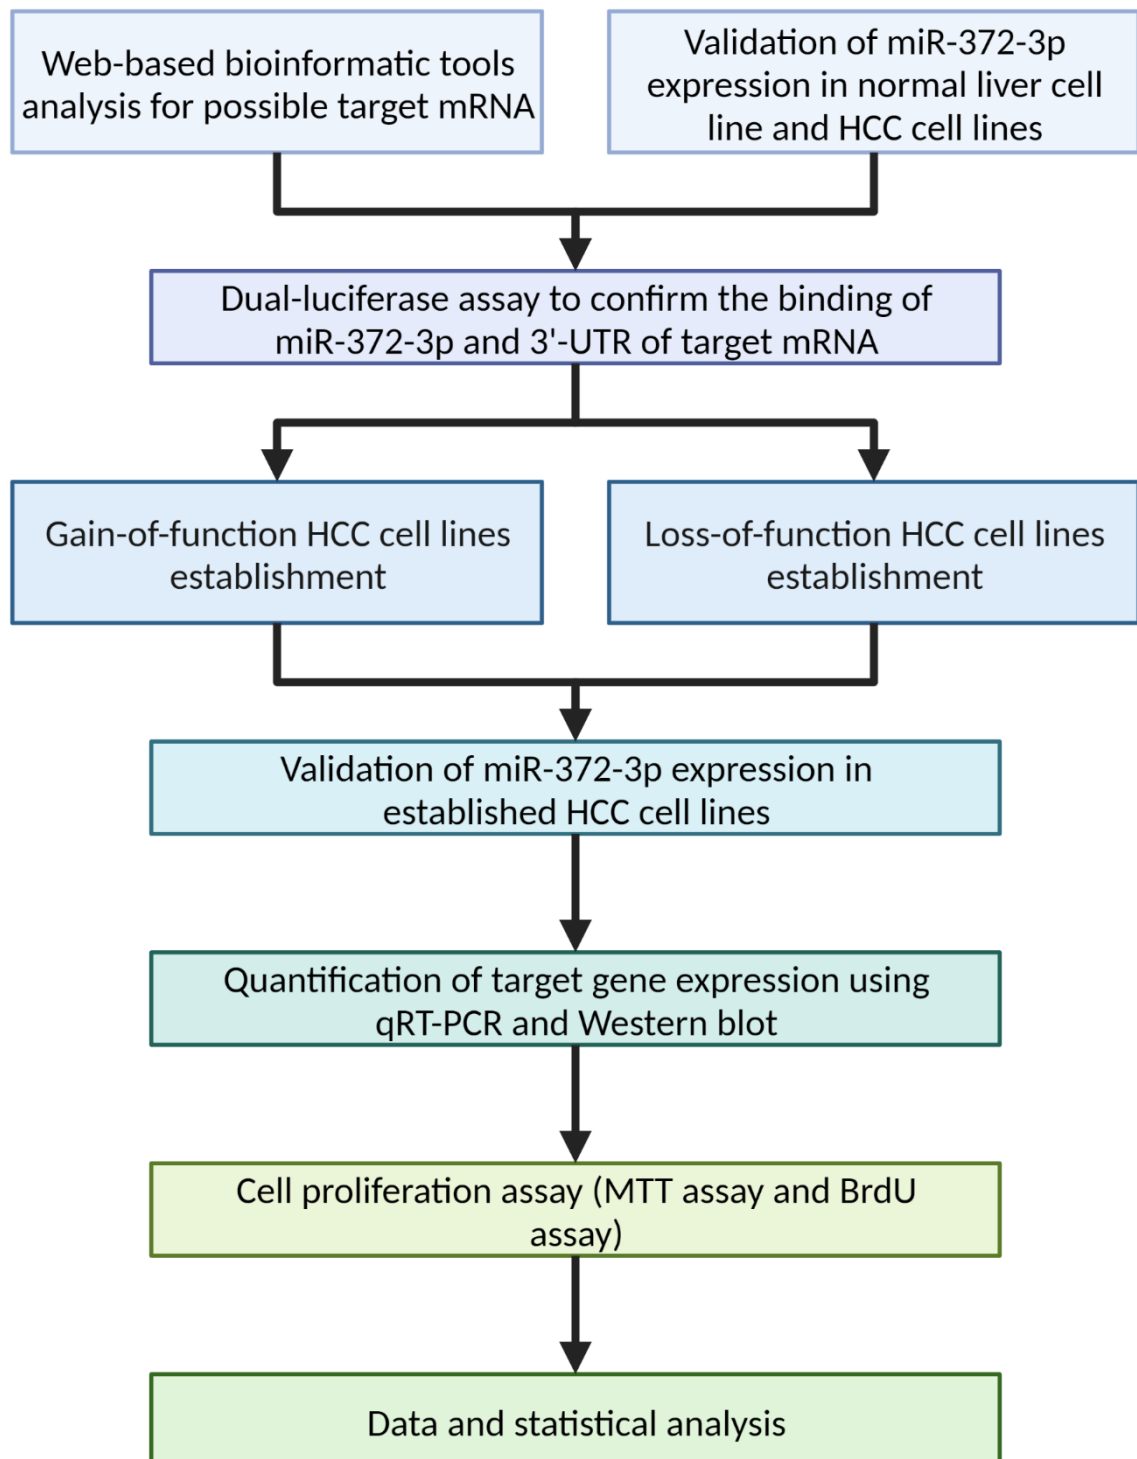 Web-based bioinformatic tools
analysis for possible target mRNA
Validation of miR-372-3p
expression in normal liver cell
line and HCC cell lines
Dual-luciferase assay to confirm the binding of
miR-372-3p and 3'-UTR of target mRNA
Gain-of-function HCC cell lines
establishment
Loss-of-function HCC cell lines
establishment
Validation of miR-372-3p expression in
established HCC cell lines
Quantification of target gene expression using
qRT-PCR and Western blot
Cell proliferation assay (MTT assay and BrdU
assay)
Data and statistical analysis